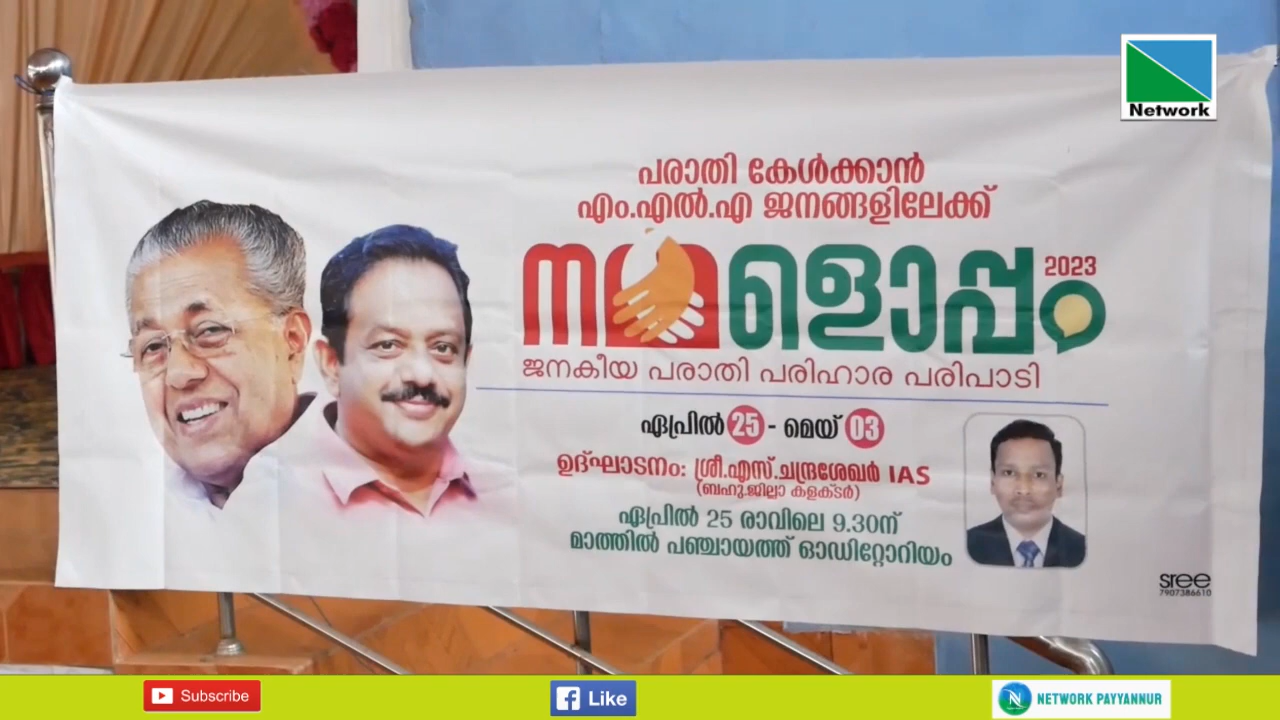 Network
പരാതി കേൾക്കാൻ
എം.എൽ.എ ജനങ്ങളിലേക്ക്
നമ്മളൊപ്പം 2023
ജനകീയ പരാതി പരിഹാര പരിപാടി
ഏപ്രിൽ 25 - മെയ് 03
ഉദ്ഘാടനം: ശ്രീ.എസ്.ചന്ദ്രശേഖർ IAS
(ബഹു.ജില്ലാ കളക്ടർ)
ഏപ്രിൽ 25 രാവിലെ 9.30ന്
മാത്തിൽ പഞ്ചായത്ത് ഓഡിറ്റോറിയം
sree
7907386610
Subscribe
Like
NETWORK PAYYANNUR